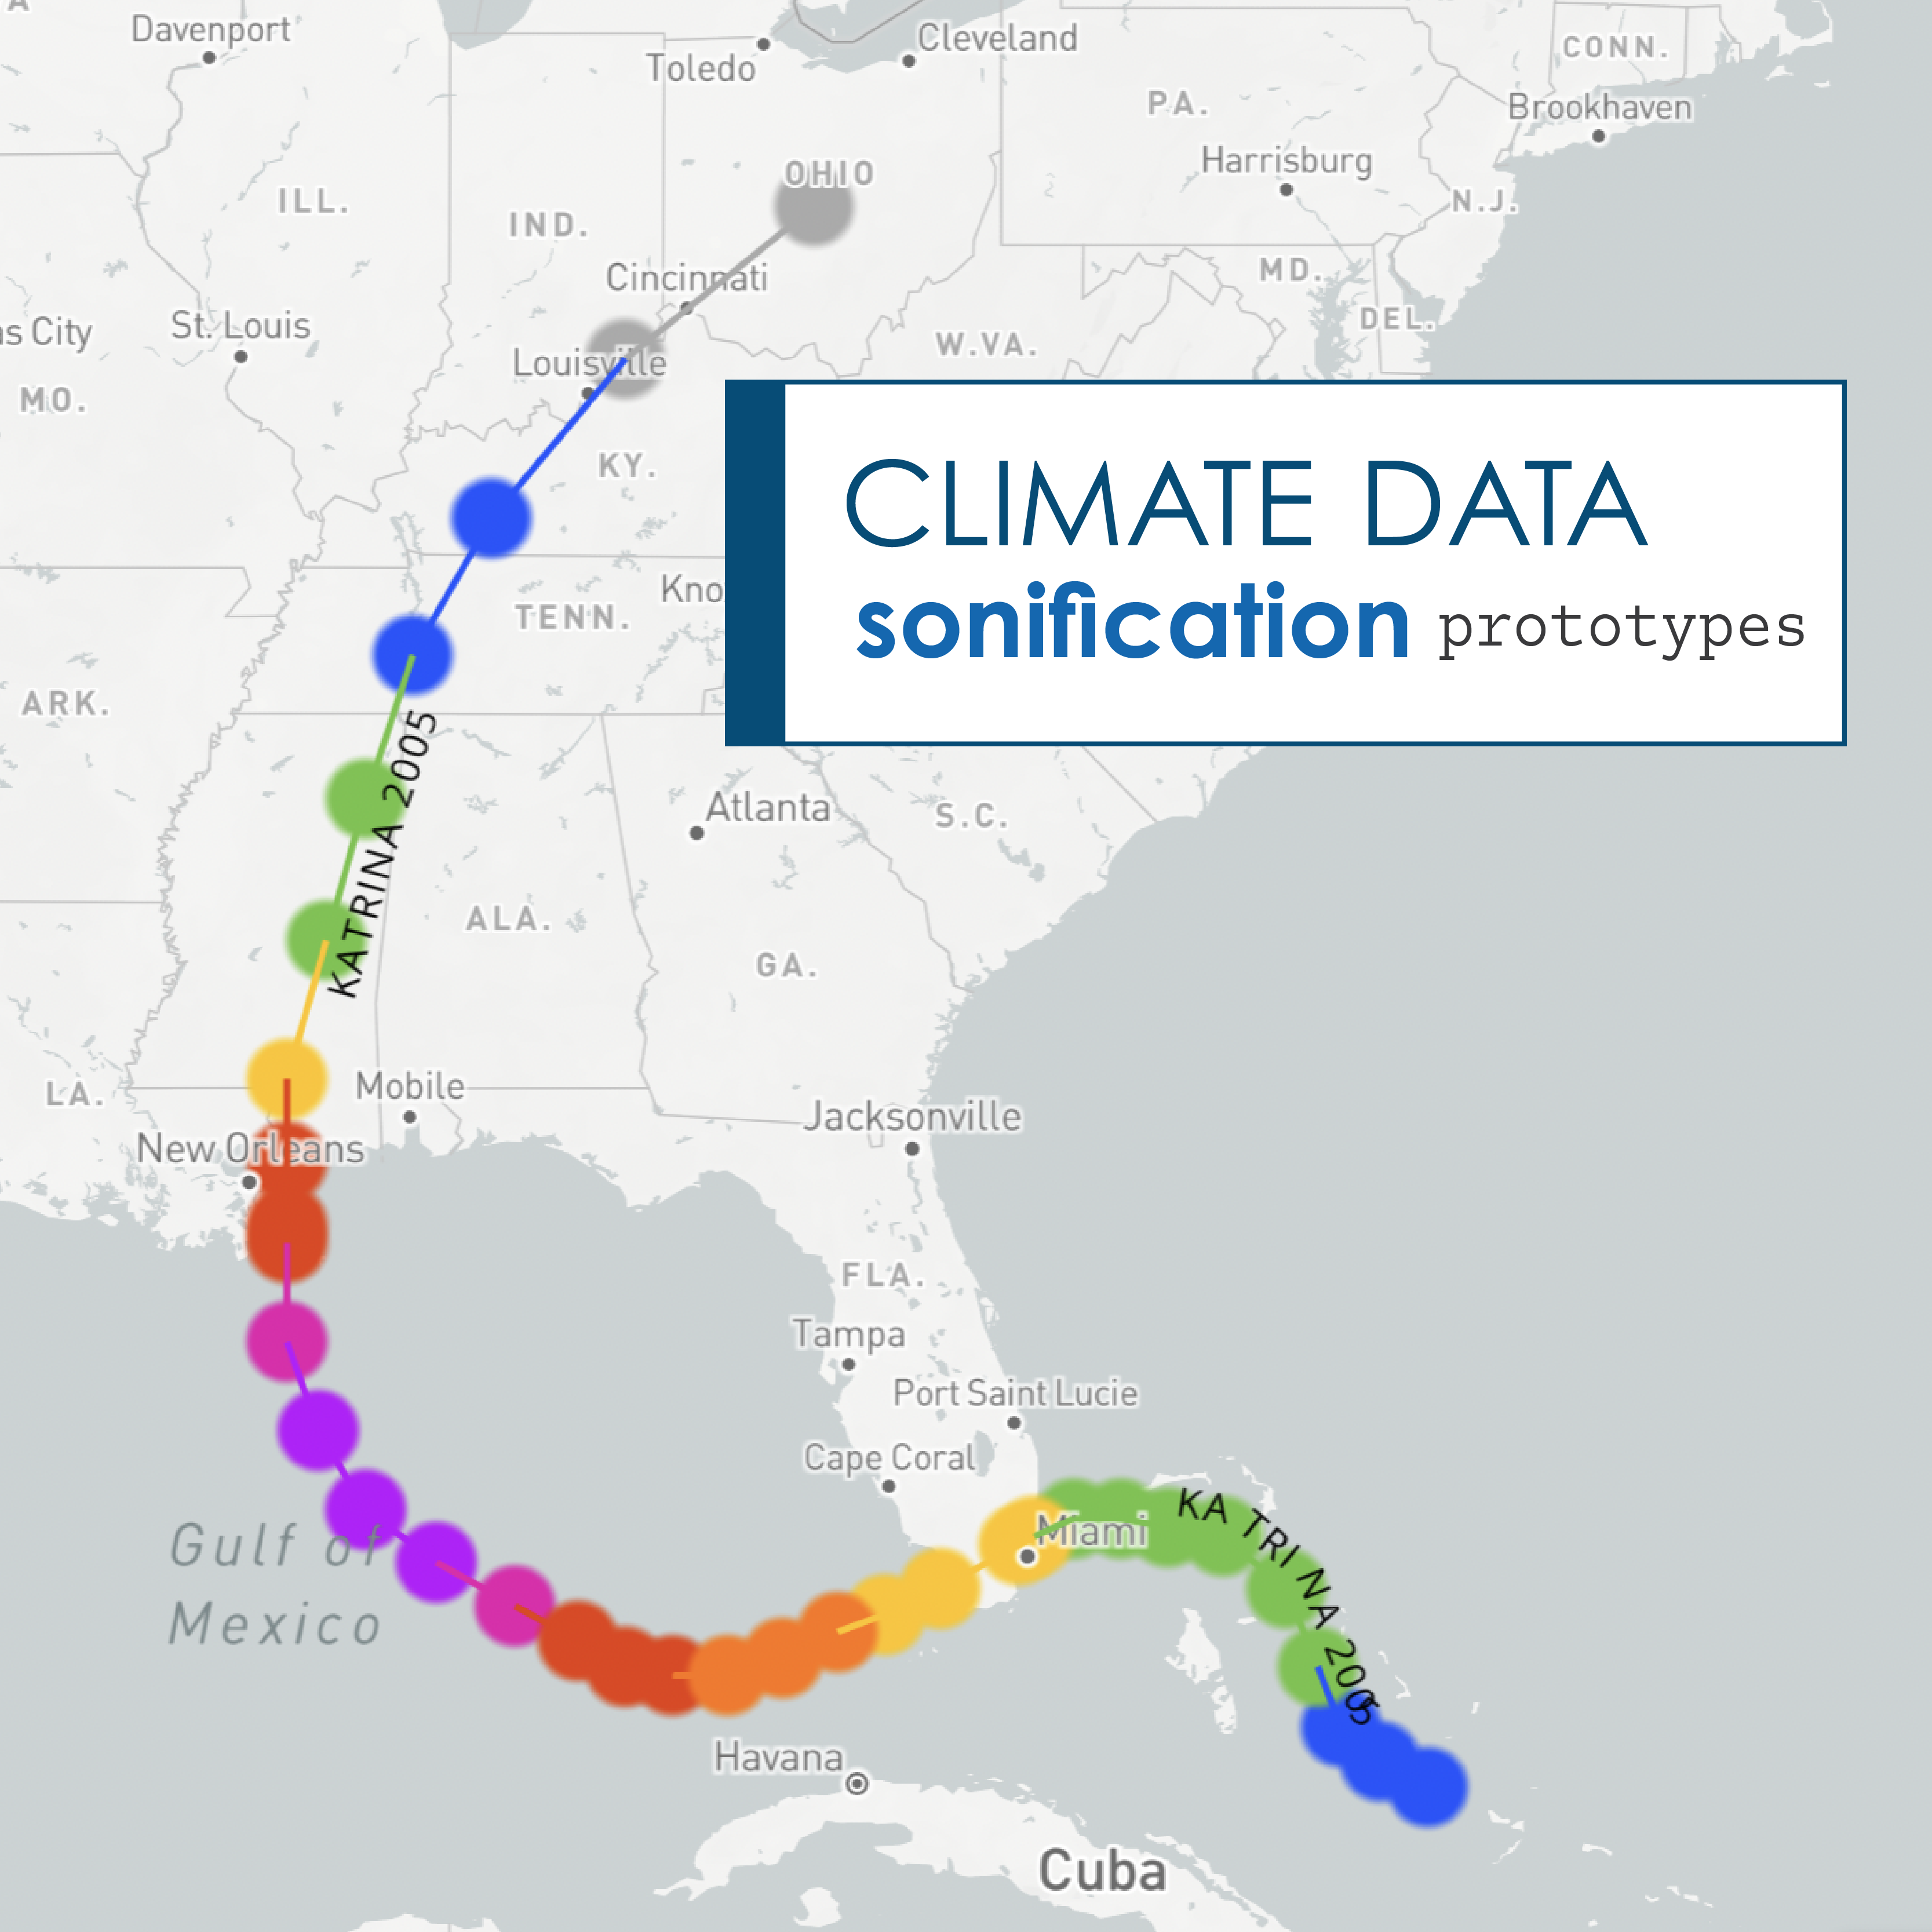 Davenport
Toledo
Cleveland
CONN.
PA.
Brookhaven
Harrisburg
OHIO
ILL.
IND.
N.J.
MD.
Cincinnati
DEL.
City
St. Louis
W.VA.
Louisville
MO.
KY.
CLIMATE DATA
sonification prototypes
TENN.
ARK.
KATRINA 2005
Atlanta
S.C.
ALA.
GA.
LA.
Mobile
Jacksonville
New Orleans
FLA.
Tampa
Port Saint Lucie
Cape Coral
KA TRI NA 2005
Miami
Gulf of
Mexico
Havana
Cuba